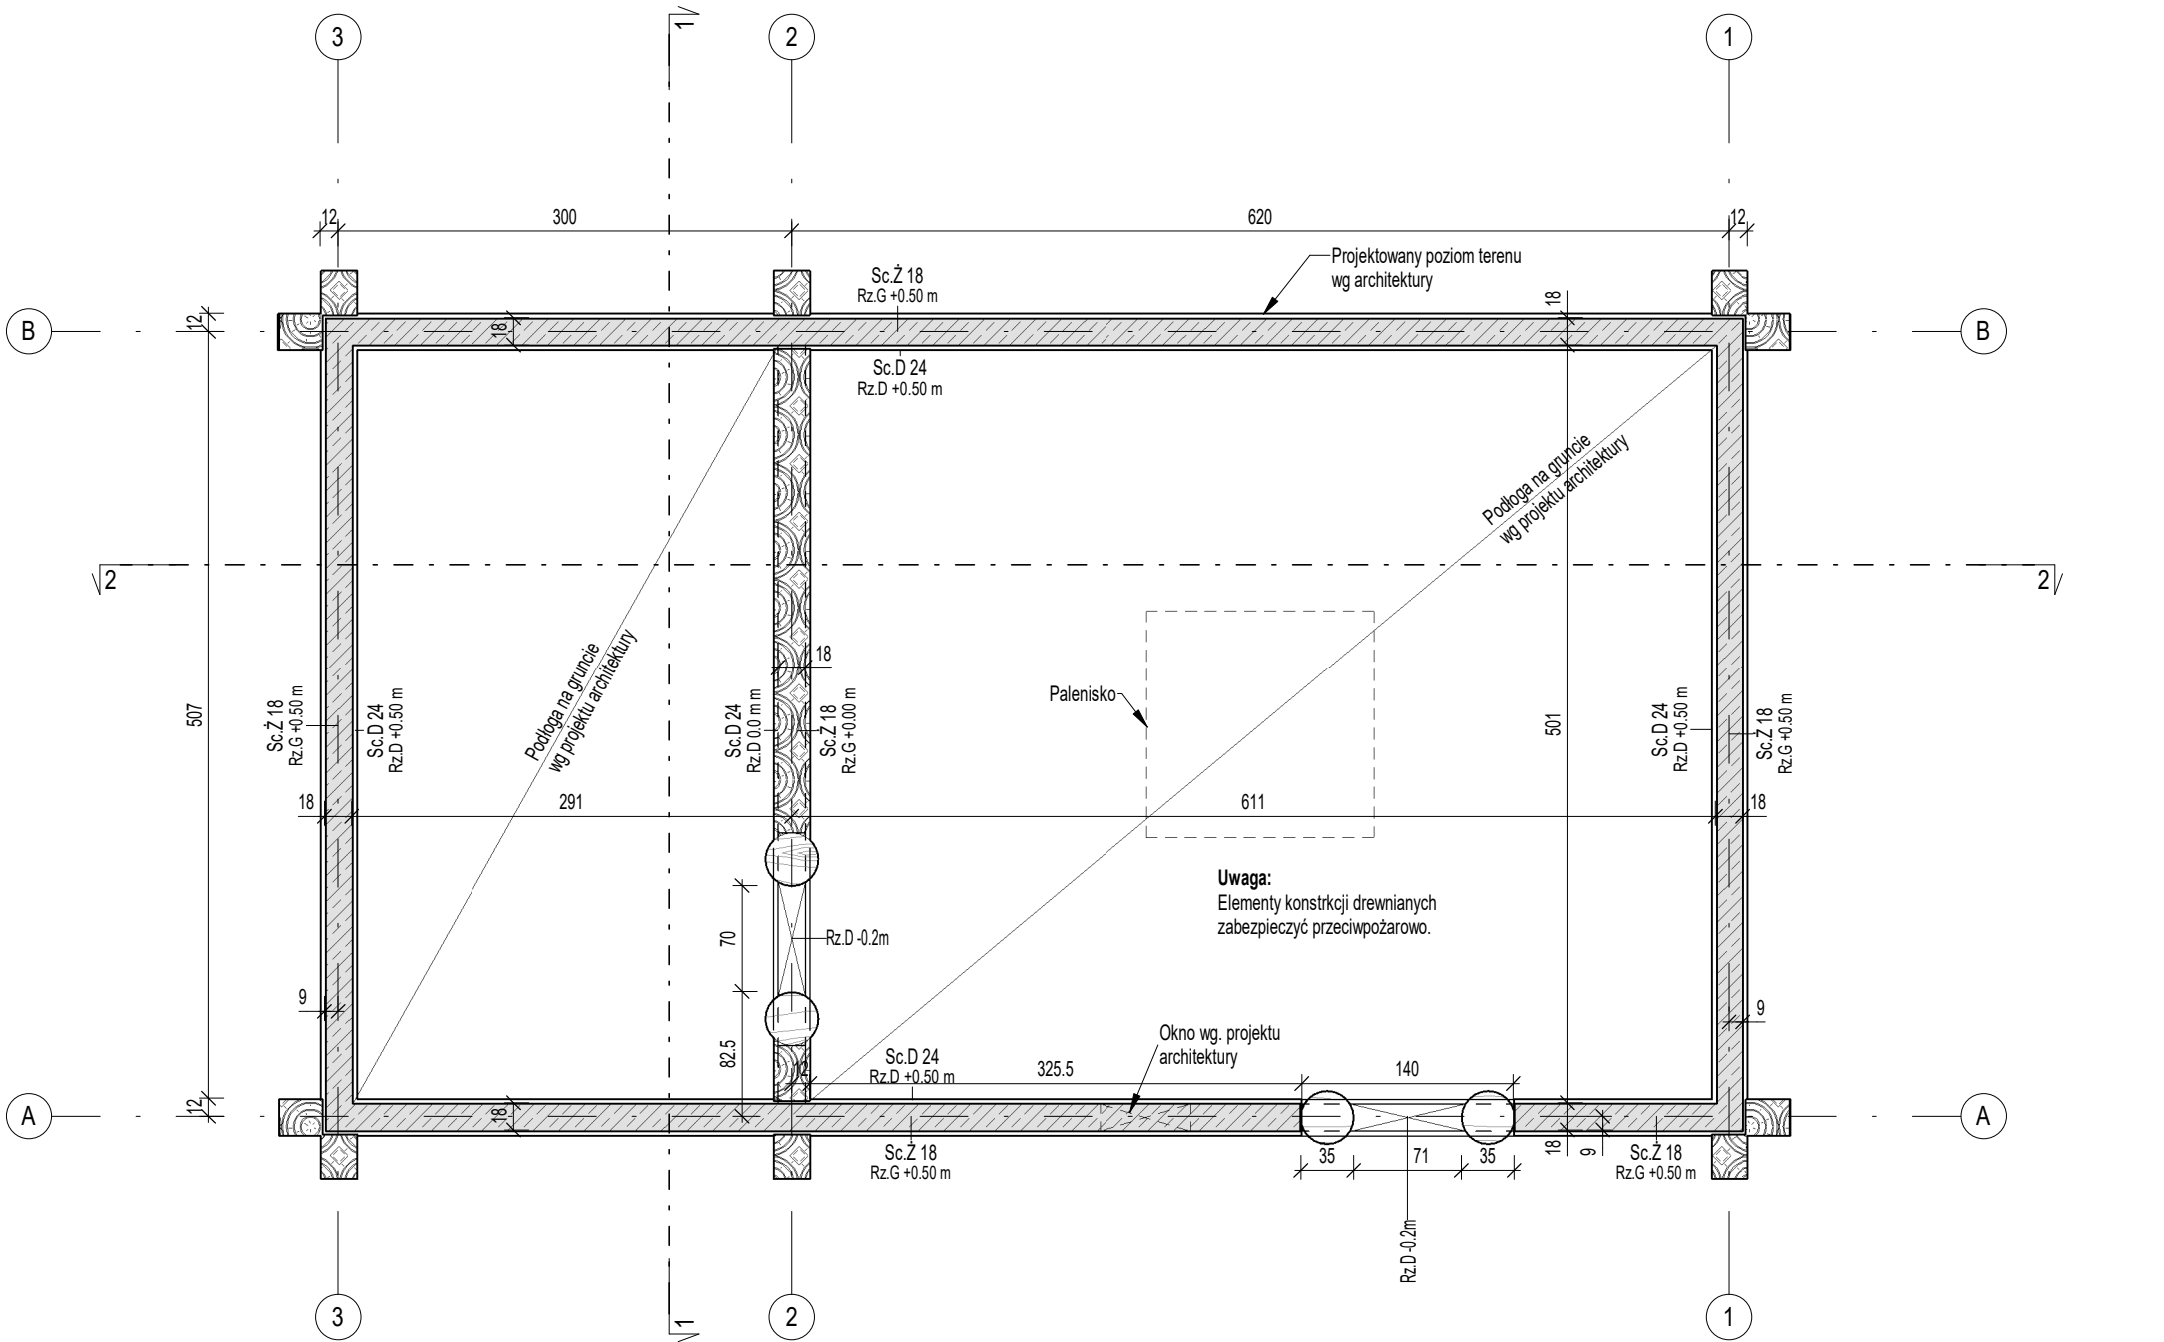 3
1
2
1
12
300
620
12
Projektowany poziom terenu
wg architektury
Sc.Ż 18
Rz.G +0.50 m
18
B
12
18
B
Sc.D 24
Rz.D +0.50 m
Podłoga na gruncie
wg projektu architektury
2
2
Podłoga na gruncie
wg projektu architektury
18
Palenisko
507
Sc.Ż 18
Rz.G +0.50 m
Sc.D 24
Rz.D +0.50 m
Sc.D 24
Rz.D 0.0 m m
Sc.Ż 18
Rz.G +0.00 m
501
Sc.D 24
Rz.D +0.50 m
Sc.Ż 18
Rz.G +0.50 m
18
291
611
18
Uwaga:
Elementy konstrkcji drewnianych
zabezpieczyć przeciwpożarowo.
70
Rz.D -0.2m
9
9
Okno wg. projektu
architektury
82.5
12
Sc.D 24
Rz.D +0.50 m
325.5
140
A
12
18
A
Sc.Ż 18
Rz.G +0.50 m
35
71
35
18
9
Sc.Ż 18
Rz.G +0.50 m
Rz.D -0.2m
3
1
2
1